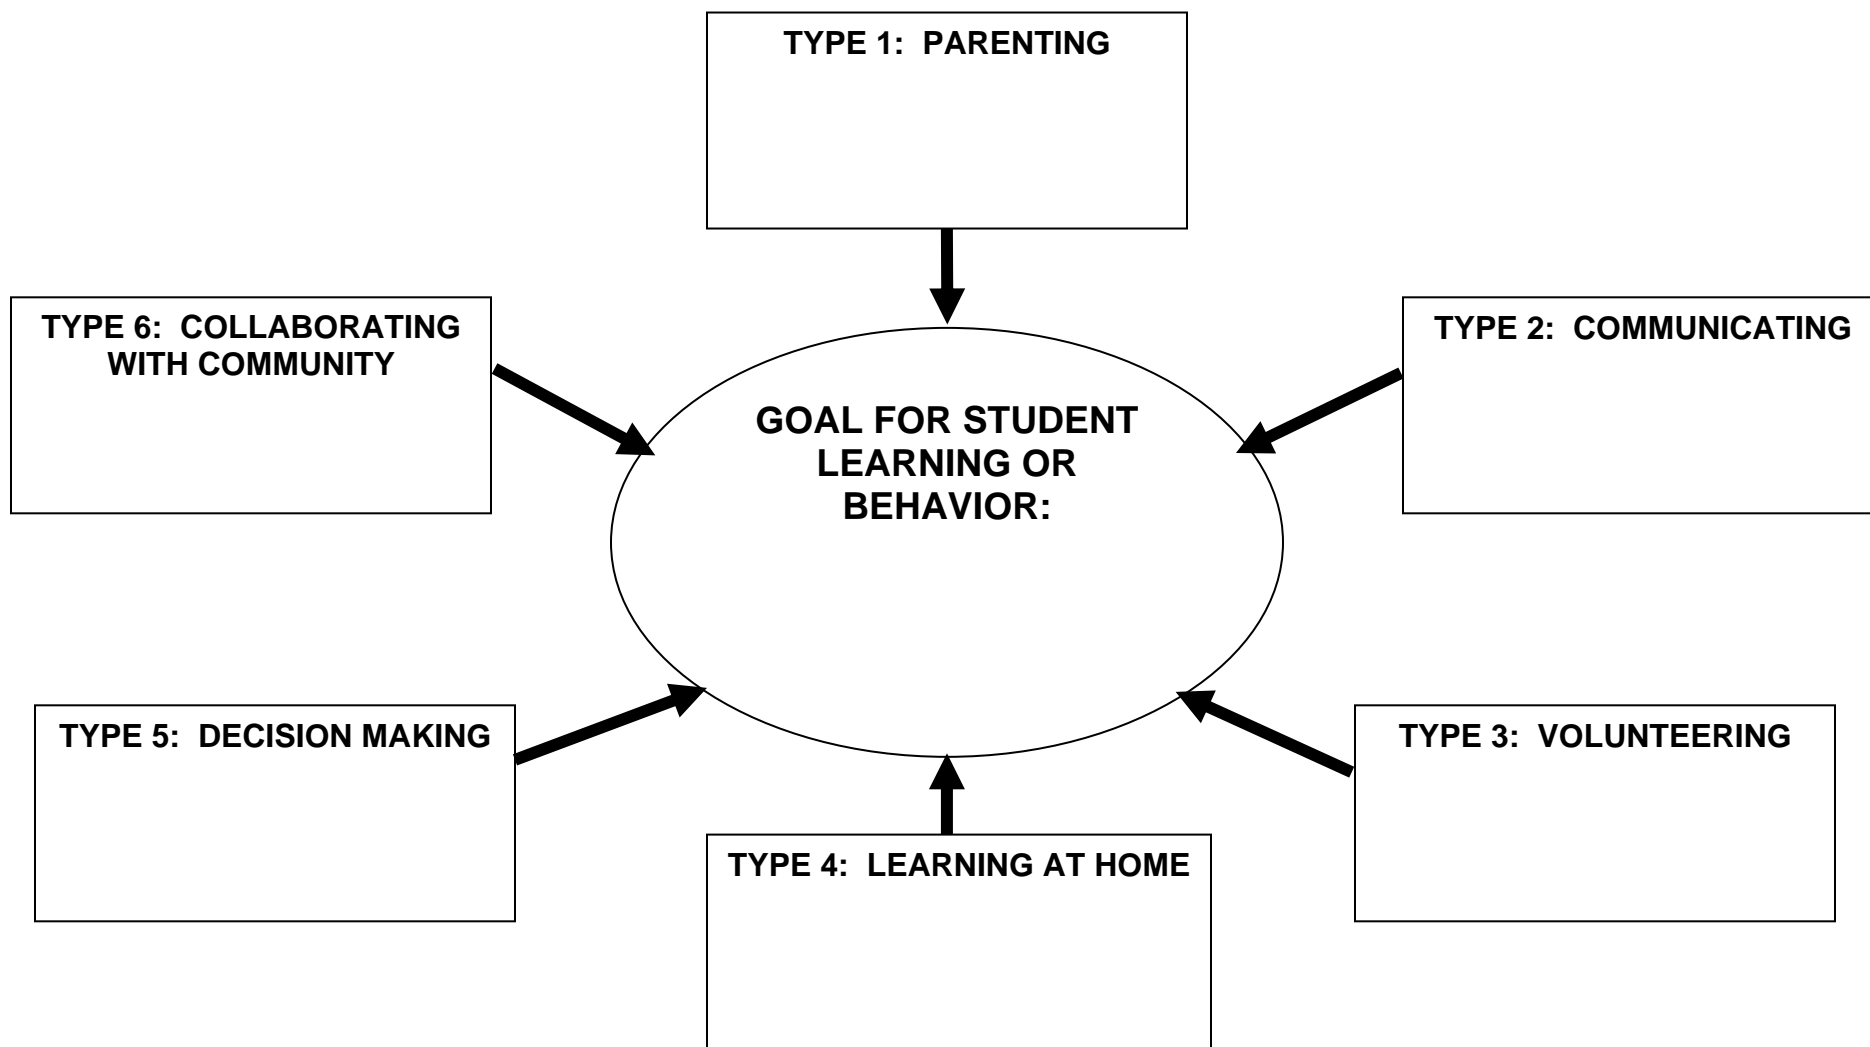 TYPE 1: PARENTING
TYPE 6: COLLABORATING
WITH COMMUNITY
TYPE 2: COMMUNICATING
GOAL FOR STUDENT
LEARNING OR
BEHAVIOR:
TYPE 5: DECISION MAKING
TYPE 3: VOLUNTEERING
TYPE 4: LEARNING AT HOME